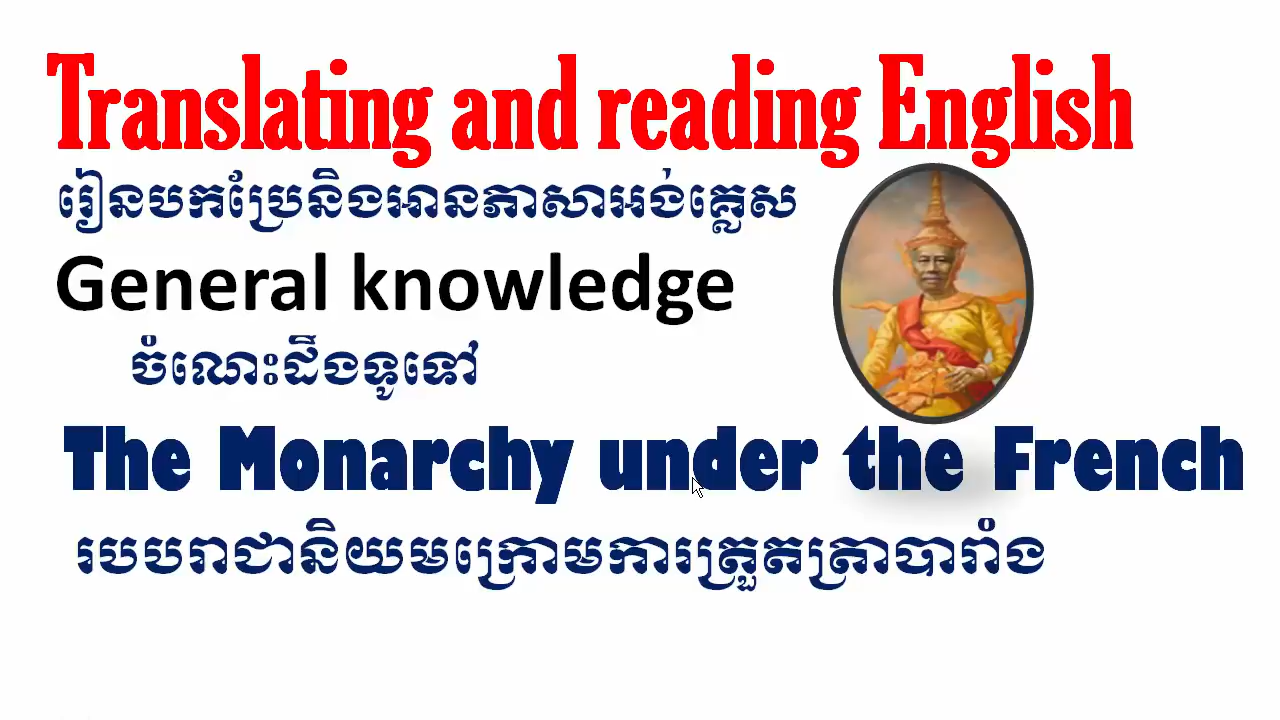 Translating and reading English
រៀនបកប្រែនិងអានភាសាអង់គ្លេស
General knowledge
ចំណេះដឹងទូទៅ
The Monarchy under the French
របបរាជានិយមក្រោមការត្រួតត្រាបារាំង